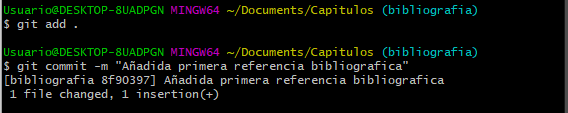 Usuario@DESKTOP-8UADPGN MINGW64 ~/Documents/Capitulos (bibliografia)
$ git add .
Usuario@DESKTOP-8UADPGN MINGW64 ~/Documents/Capitulos (bibliografia)
$ git commit -m "Añadida primera referencia bibliografica"
[bibliografia 8f90397] Añadida primera referencia bibliografica
 1 file changed, 1 insertion(+)